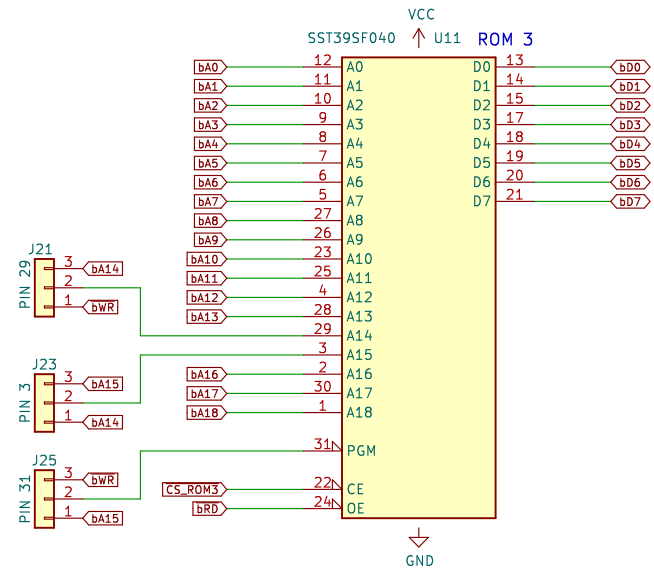 VCC
SST39SF040 U11 ROM 3
bA0 12 A0 D0 13 bD0
bA1 11 A1 D1 14 bD1
bA2 10 A2 D2 15 bD2
bA3 9 A3 D3 17 bD3
bA4 8 A4 D4 18 bD4
bA5 7 A5 D5 19 bD5
bA6 6 A6 D6 20 bD6
bA7 5 A7 D7 21 bD7
bA8 27 A8
bA9 26 A9
bA10 23 A10
bA11 25 A11
bA12 4 A12
bA13 28 A13
29 A14
3 A15
bA16 2 A16
bA17 30 A17
bA18 1 A18
31 PGM
CS_ROM3 22 CE
bRD 24 OE
GND
J21
PIN 29
3 bA14
2
1 bWR
J23
PIN 3
3 bA15
2
1 bA14
J25
PIN 31
3 bWR
2
1 bA15